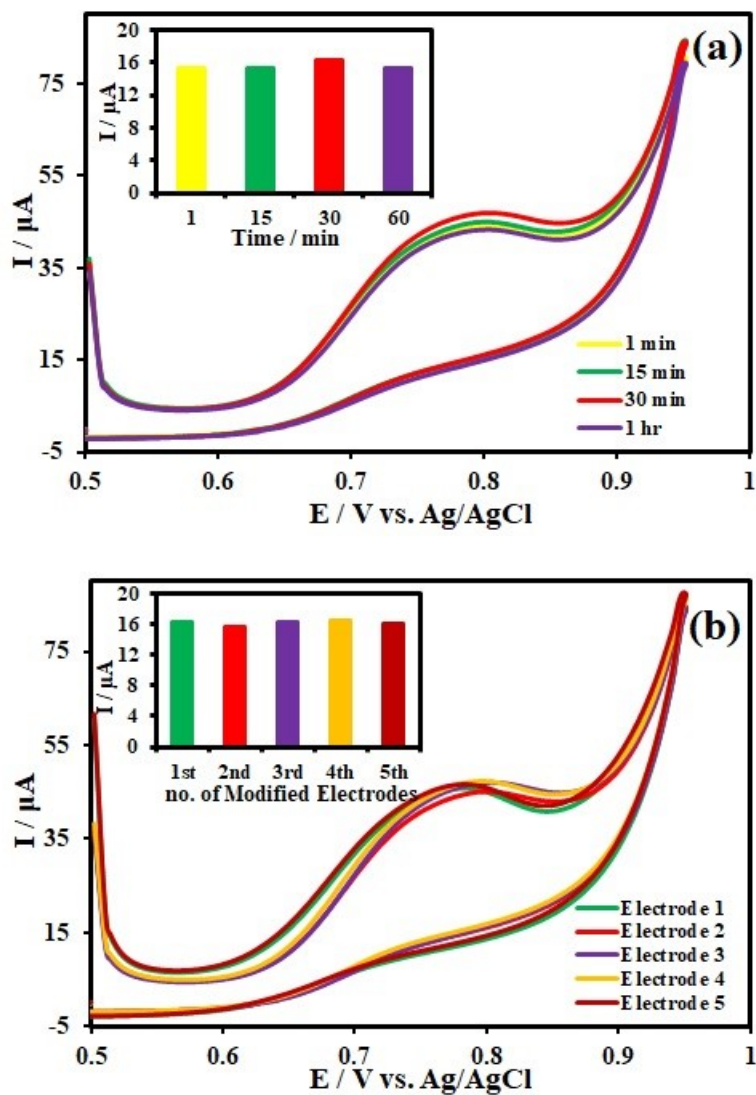 (a)
I / µA
75
55
35
15
-5
0.5 0.6 0.7 0.8 0.9 1
E / V vs. Ag/AgCl
I / µA
20
16
12
8
4
0
1 15 30 60
Time / min
1 min
15 min
30 min
1 hr
(b)
I / µA
75
55
35
15
-5
0.5 0.6 0.7 0.8 0.9 1
E / V vs. Ag/AgCl
I / µA
20
16
12
8
4
0
1st 2nd 3rd 4th 5th
no. of Modified Electrodes
Electrode 1
Electrode 2
Electrode 3
Electrode 4
Electrode 5